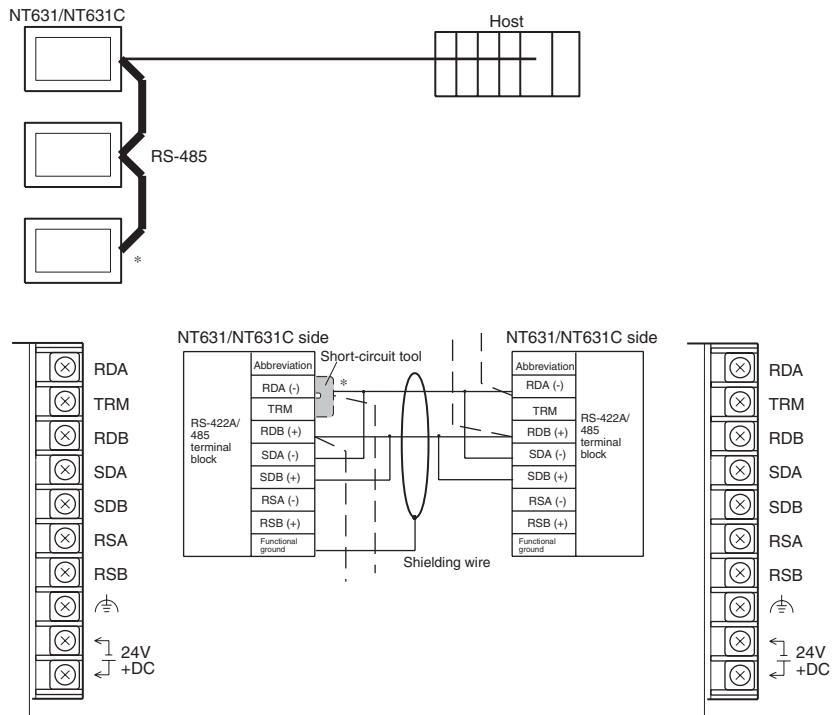 NT631/NT631C
Host
RS-485
*
NT631/NT631C side
NT631/NT631C side
RDA
TRM
RDB
SDA
SDB
RSA
RSB
24V
+DC
RS-422A/
485
terminal
block
Abbreviation
RDA (-)
TRM
RDB (+)
SDA (-)
SDB (+)
RSA (-)
RSB (+)
Functional
ground
Short-circuit tool
*
Shielding wire
Abbreviation
RDA (-)
TRM
RDB (+)
SDA (-)
SDB (+)
RSA (-)
RSB (+)
Functional
ground
RS-422A/
485
terminal
block
RDA
TRM
RDB
SDA
SDB
RSA
RSB
24V
+DC